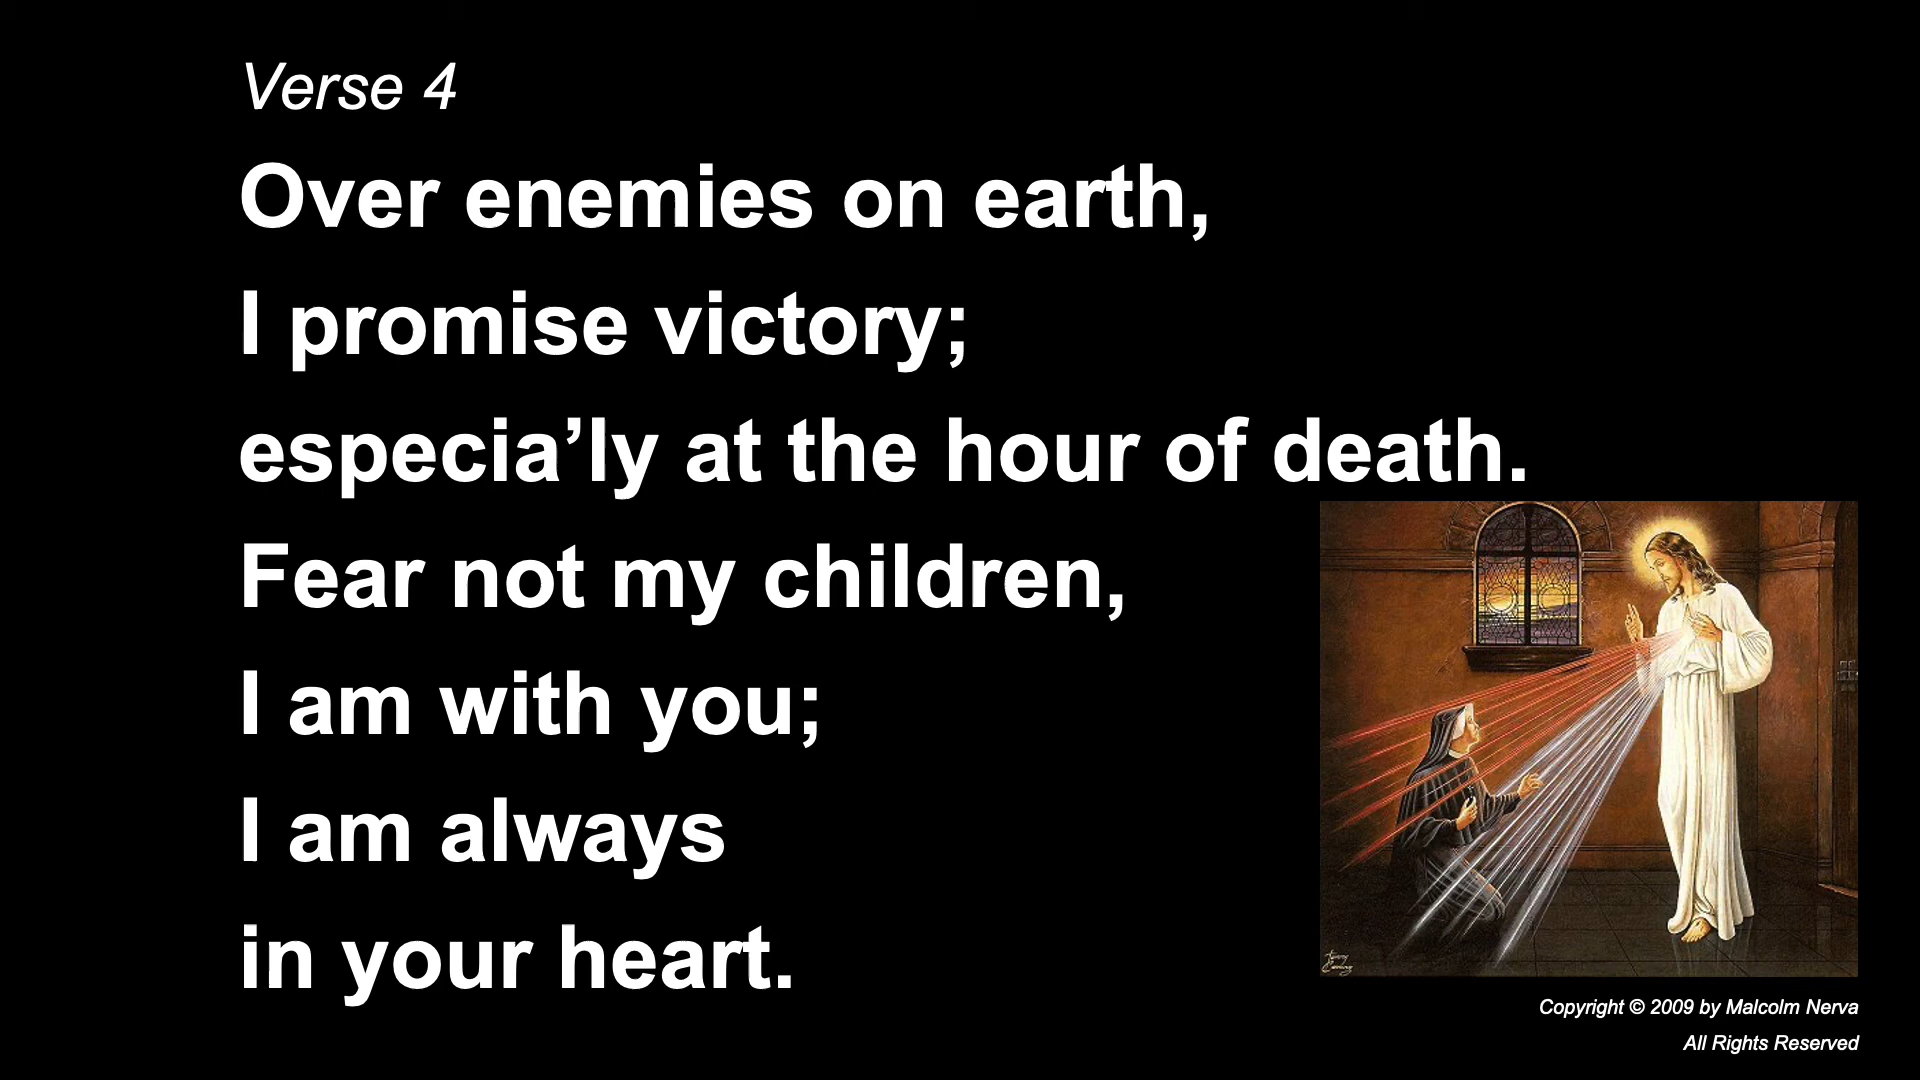 Verse 4
Over enemies on earth,
I promise victory;
especia’ly at the hour of death.
Fear not my children,
I am with you;
I am always
in your heart.
Copyright © 2009 by Malcolm Nerva
All Rights Reserved